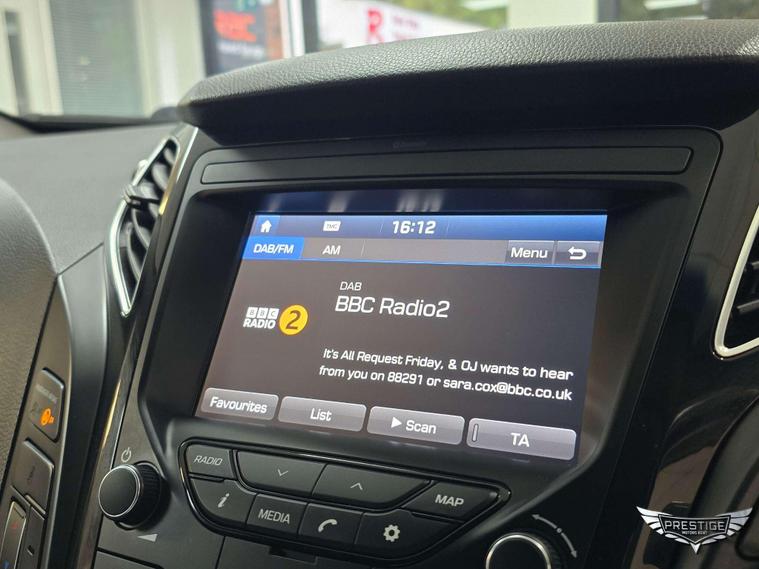 TMC
16:12
DAB/FM
AM
Menu
DAB
BBC Radio2
BBC
RADIO 2
It's All Request Friday, & OJ wants to hear
from you on 88291 or sara.cox@bbc.co.uk
Favourites
List
Scan
TA
RADIO
MAP
i
MEDIA
PRESTIGE
MOTORS KENT